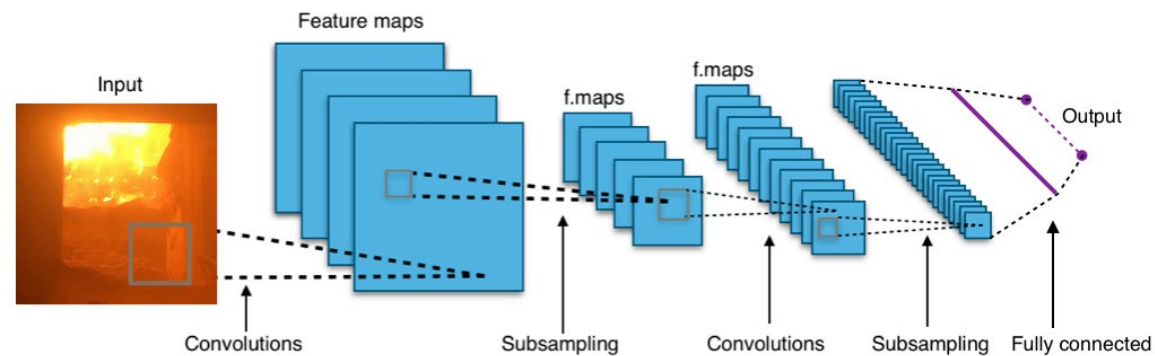 Feature maps
Input
f.maps
f.maps
Output
Convolutions
Subsampling
Convolutions
Subsampling
Fully connected